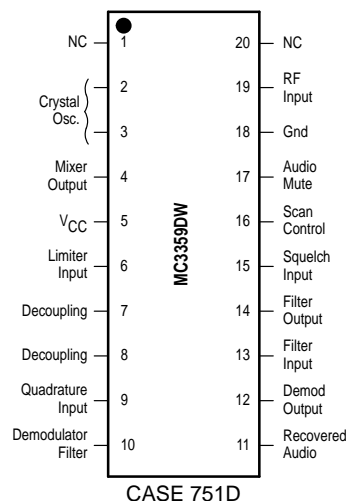 NC 1 20 NC
Crystal Osc. 2 19 RF Input
3 18 Gnd
Mixer Output 4 17 Audio Mute
VCC 5 16 Scan Control
Limiter Input 6 15 Squelch Input
Decoupling 7 14 Filter Output
Decoupling 8 13 Filter Input
Quadrature Input 9 12 Demod Output
Demodulator Filter 10 11 Recovered Audio
MC3359DW
CASE 751D